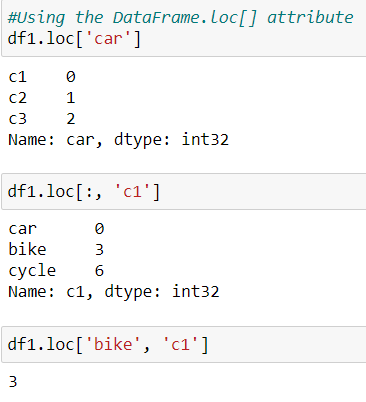 #Using the DataFrame.loc[] attribute
df1.loc['car']
c1    0
c2    1
c3    2
Name: car, dtype: int32
df1.loc[:, 'c1']
car      0
bike     3
cycle    6
Name: c1, dtype: int32
df1.loc['bike', 'c1']
3